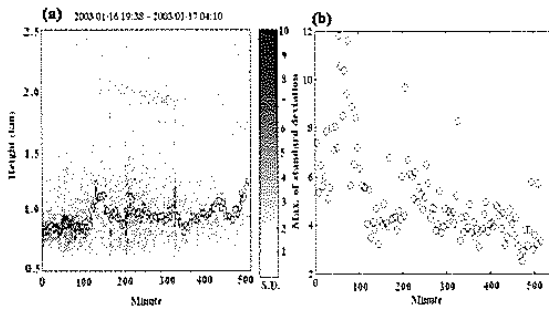 (a) 2003-01-16 19:38 - 2003-01-17 04:10
2.5
2.0
1.5
1.0
0.5
Height (km)
0 100 200 300 400 500
Minute
10
9
8
7
6
5
4
3
2
1
S.D.
(b)
12
10
8
6
4
2
Max. of standard deviation
0 100 200 300 400 500
Minute